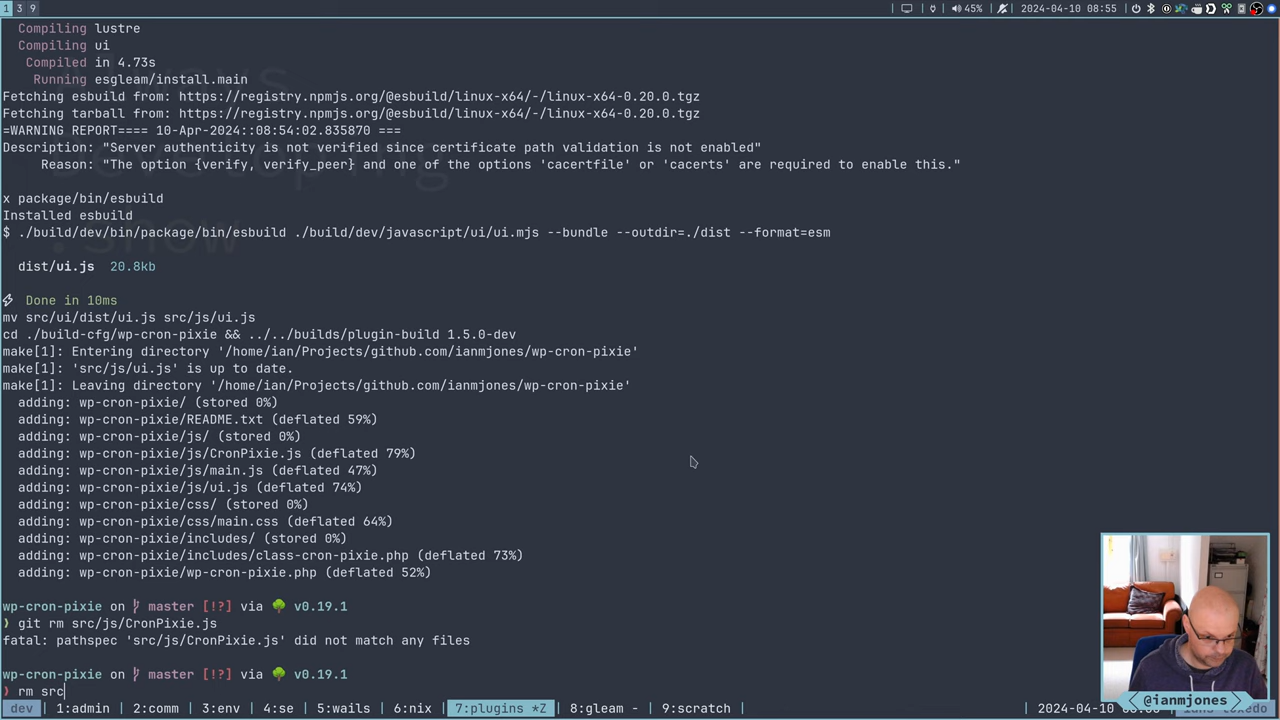 1 3 9 45% 2024-04-10 08:55
Compiling lustre
Compiling ui
Compiled in 4.73s
Running esgleam/install.main
Fetching esbuild from: https://registry.npmjs.org/@esbuild/linux-x64/-/linux-x64-0.20.0.tgz
Fetching tarball from: https://registry.npmjs.org/@esbuild/linux-x64/-/linux-x64-0.20.0.tgz
=WARNING REPORT==== 10-Apr-2024::08:54:02.835870 ===
Description: "Server authenticity is not verified since certificate path validation is not enabled"
Reason: "The option {verify, verify_peer} and one of the options 'cacertfile' or 'cacerts' are required to enable this."
x package/bin/esbuild
Installed esbuild
$ ./build/dev/bin/package/bin/esbuild ./build/dev/javascript/ui/ui.mjs --bundle --outdir=./dist --format=esm
dist/ui.js 20.8kb
Done in 10ms
mv src/ui/dist/ui.js src/js/ui.js
cd ./build-cfg/wp-cron-pixie && ../../builds/plugin-build 1.5.0-dev
make[1]: Entering directory '/home/ian/Projects/github.com/ianmjones/wp-cron-pixie'
make[1]: 'src/js/ui.js' is up to date.
make[1]: Leaving directory '/home/ian/Projects/github.com/ianmjones/wp-cron-pixie'
adding: wp-cron-pixie/ (stored 0%)
adding: wp-cron-pixie/README.txt (deflated 59%)
adding: wp-cron-pixie/js/ (stored 0%)
adding: wp-cron-pixie/js/CronPixie.js (deflated 79%)
adding: wp-cron-pixie/js/main.js (deflated 47%)
adding: wp-cron-pixie/js/ui.js (deflated 74%)
adding: wp-cron-pixie/css/ (stored 0%)
adding: wp-cron-pixie/css/main.css (deflated 64%)
adding: wp-cron-pixie/includes/ (stored 0%)
adding: wp-cron-pixie/includes/class-cron-pixie.php (deflated 73%)
adding: wp-cron-pixie/wp-cron-pixie.php (deflated 52%)
wp-cron-pixie on master [!?] via v0.19.1
❯ git rm src/js/CronPixie.js
fatal: pathspec 'src/js/CronPixie.js' did not match any files
wp-cron-pixie on master [!?] via v0.19.1
❯ rm src
@ianmjones
dev 1:admin 2:comm 3:env 4:se 5:wails 6:nix 7:plugins *Z 8:gleam - 9:scratch 2024-04-10